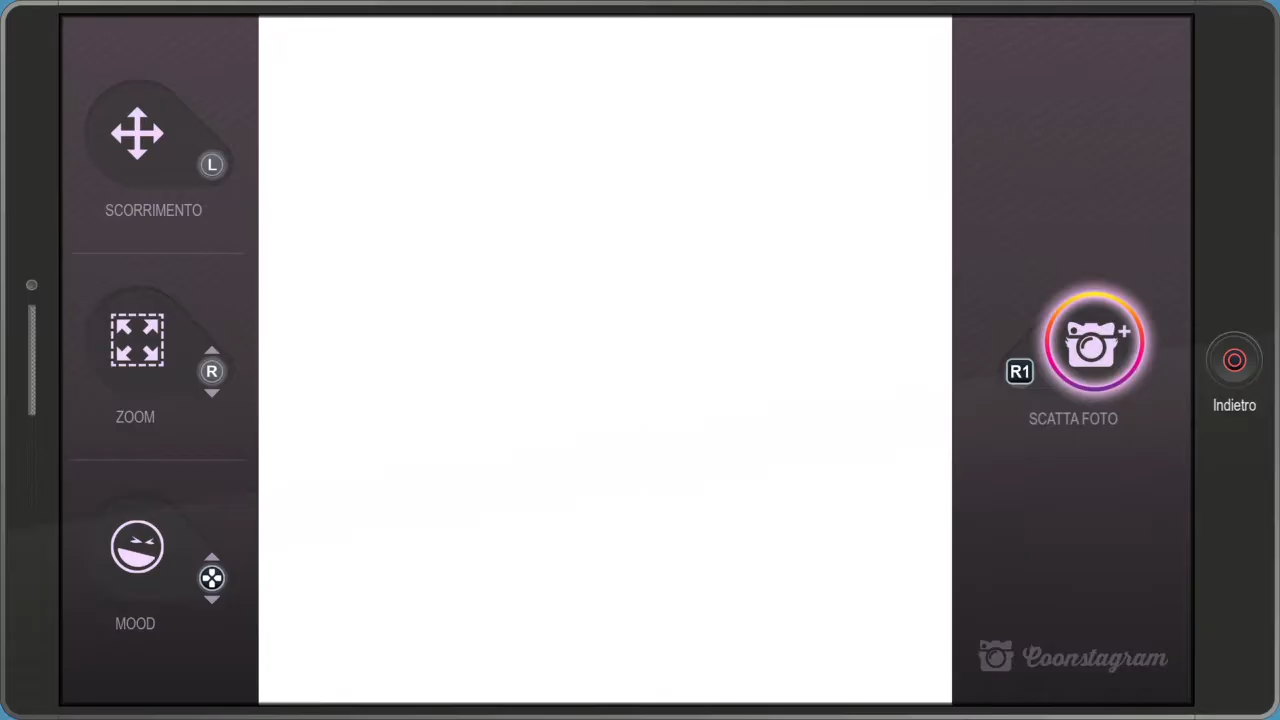 L
SCORRIMENTO
R
ZOOM
MOOD
R1
SCATTA FOTO
Indietro
Coonstagram